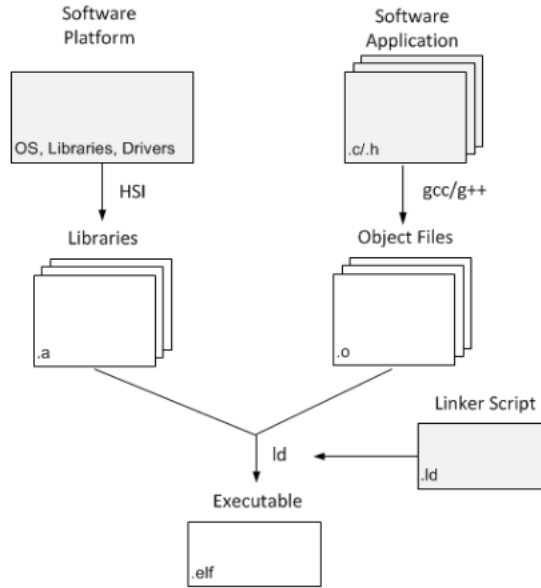 Software
Platform
Software
Application
OS, Libraries, Drivers
.c/.h
HSI
gcc/g++
Libraries
Object Files
.a
.o
Linker Script
ld
.ld
Executable
.elf